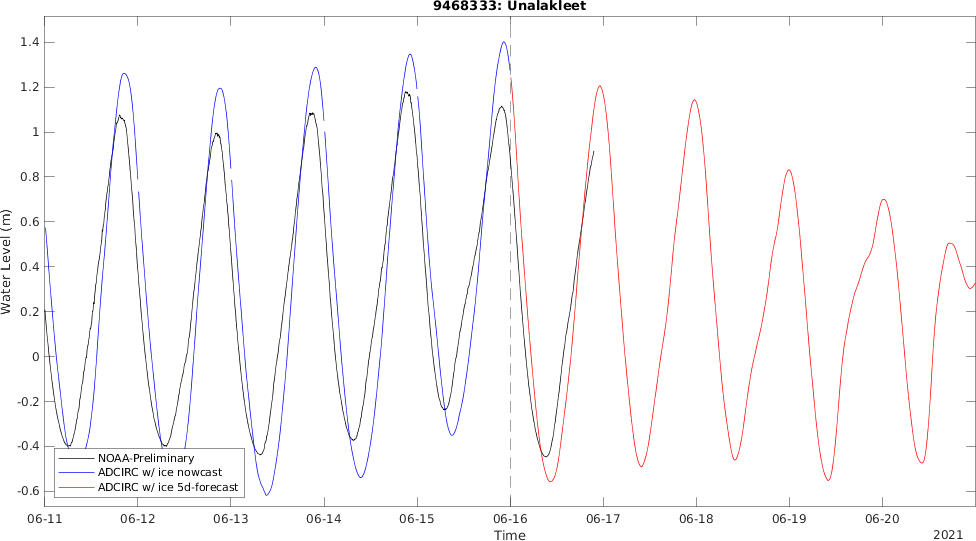 9468333: Unalakleet
Water Level (m)
1.4
1.2
1
0.8
0.6
0.4
0.2
0
-0.2
-0.4
-0.6
NOAA-Preliminary
ADCIRC w/ ice nowcast
ADCIRC w/ ice 5d-forecast
06-11 06-12 06-13 06-14 06-15 06-16 06-17 06-18 06-19 06-20
Time
2021